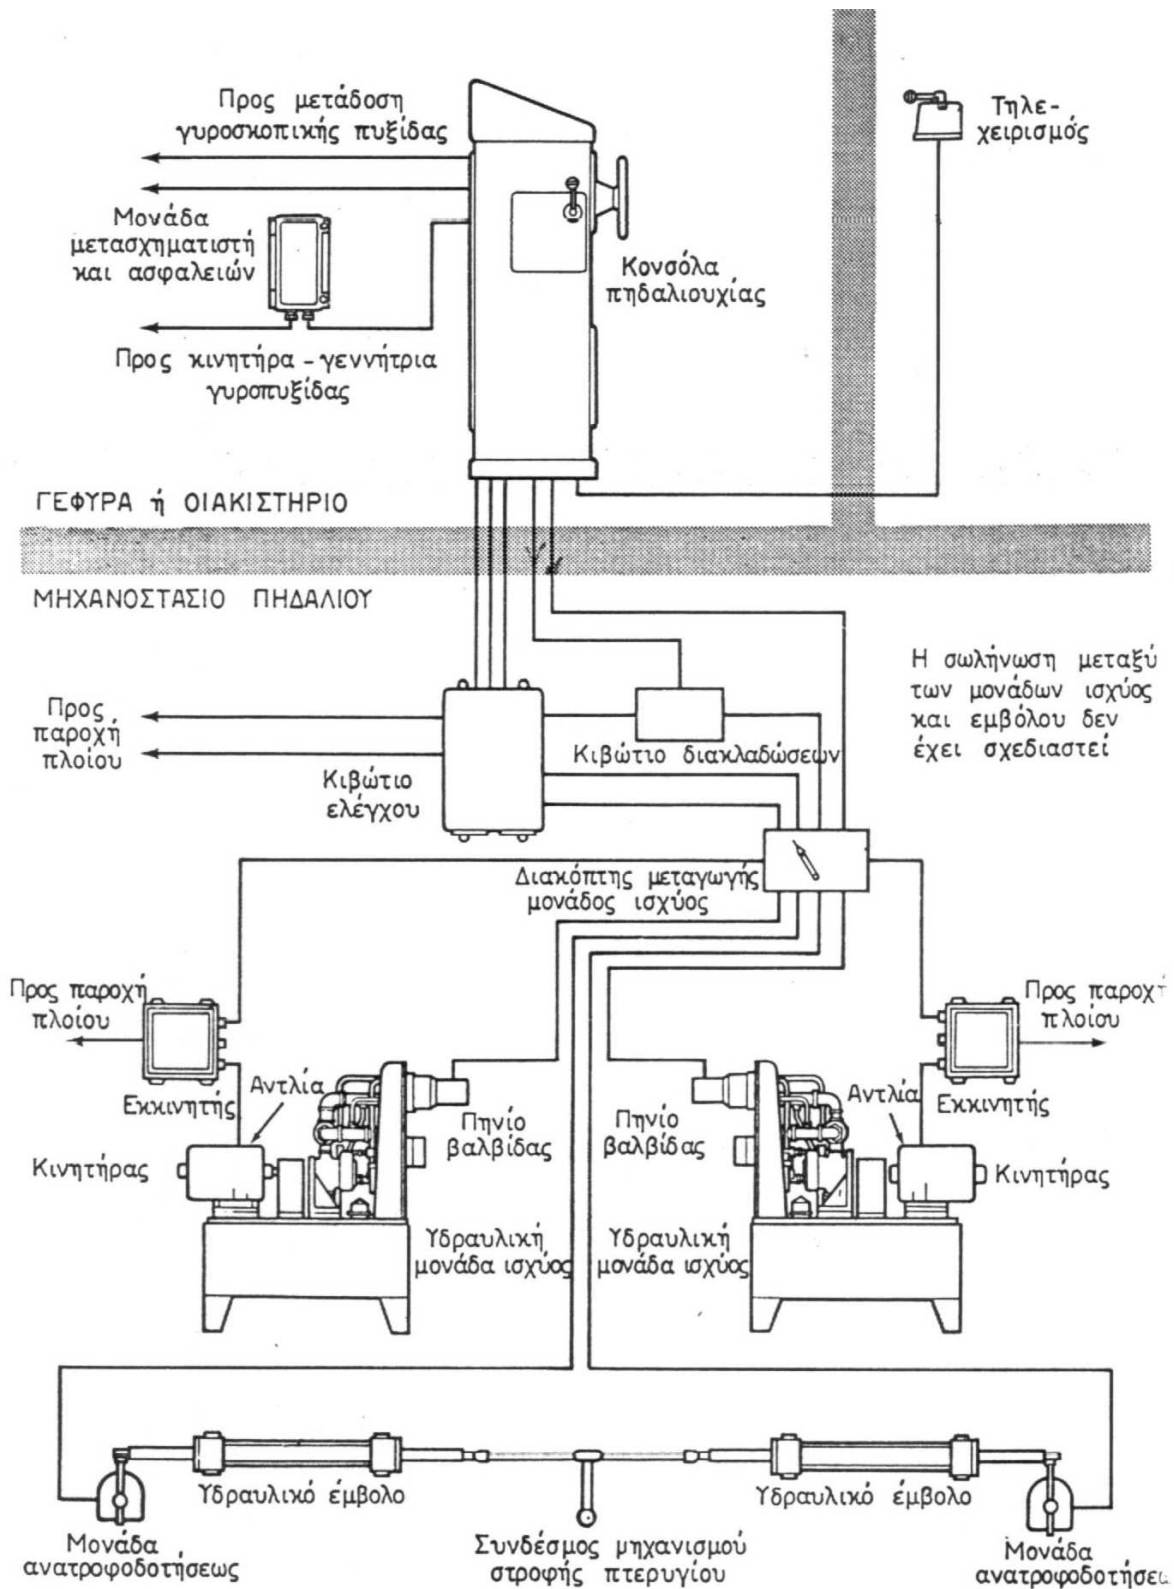 Προς μετάδοση
γυροσκοπικής πυξίδας
Τηλε-
χειρισμός
Μονάδα
μετασχηματιστή
και ασφαλειών
Κονσόλα
πηδαλιουχίας
Προς κινητήρα - γεννήτρια
γυροπυξίδας
ΓΕΦΥΡΑ ή ΟΙΑΚΙΣΤΗΡΙΟ
ΜΗΧΑΝΟΣΤΑΣΙΟ ΠΗΔΑΛΙΟΥ
Η σωλήνωση μεταξύ
των μονάδων ισχύος
και εμβόλου δεν
έχει σχεδιαστεί
Προς
παροχή
πλοίου
Κιβώτιο διακλαδώσεων
Κιβώτιο
ελέγχου
Διακόπτης μεταγωγής
μονάδος ισχύος
Προς παροχή
πλοίου
Προς παροχή
πλοίου
Εκκινητής
Αντλία
Αντλία
Εκκινητής
Πηνίο
βαλβίδας
Πηνίο
βαλβίδας
Κινητήρας
Κινητήρας
Υδραυλική
μονάδα ισχύος
Υδραυλική
μονάδα ισχύος
Υδραυλικό έμβολο
Υδραυλικό έμβολο
Μονάδα
ανατροφοδοτήσεως
Συνδέσμος μηχανισμού
στροφής πτερυγίου
Μονάδα
ανατροφοδοτήσεω